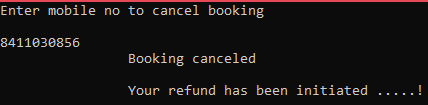 Enter mobile no to cancel booking
8411030856
Booking canceled
Your refund has been initiated .....!